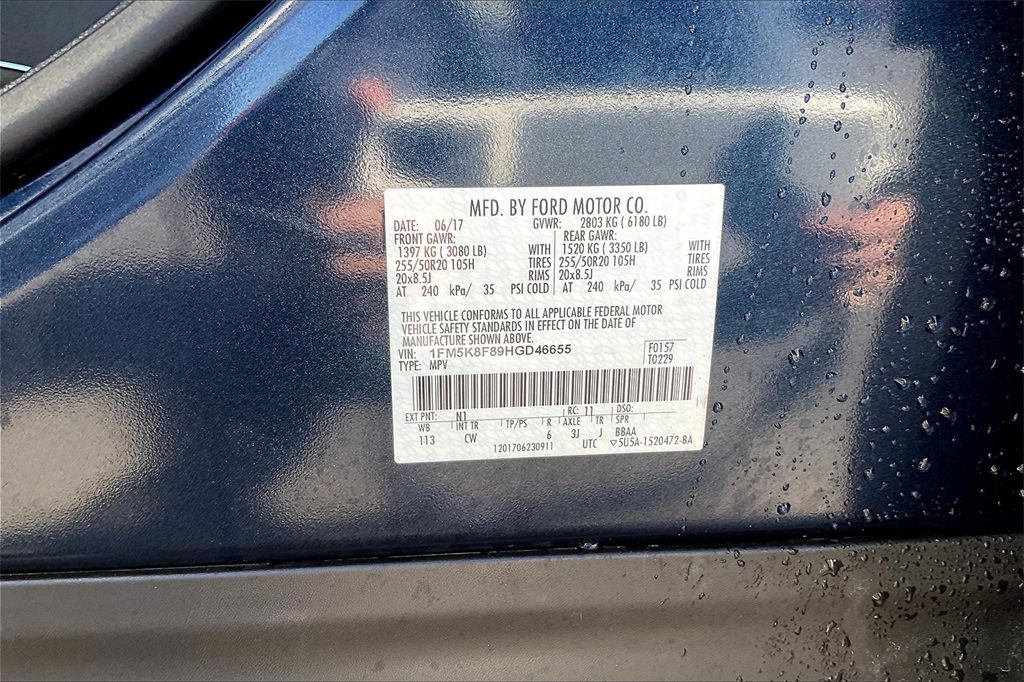 MFD. BY FORD MOTOR CO.
DATE: 06/17 GVWR: 2803 KG ( 6180 LB)
FRONT GAWR: REAR GAWR:
1397 KG ( 3080 LB) WITH 1520 KG ( 3350 LB) WITH
255/50R20 105H TIRES 255/50R20 105H TIRES
20x8.5J RIMS 20x8.5J RIMS
AT 240 kPa/ 35 PSI COLD AT 240 kPa/ 35 PSI COLD
THIS VEHICLE CONFORMS TO ALL APPLICABLE FEDERAL MOTOR
VEHICLE SAFETY STANDARDS IN EFFECT ON THE DATE OF
MANUFACTURE SHOWN ABOVE.
VIN: 1FM5K8F89HGD46655 F0157
TYPE: MPV T0229
EXT PNT: N1 RC: 11 DSO:
WB INT TR TP/PS R AXLE TR SPR
113 CW 6 3J J BBAA
1201706230911 UTC ▽5U5A-1520472-BA